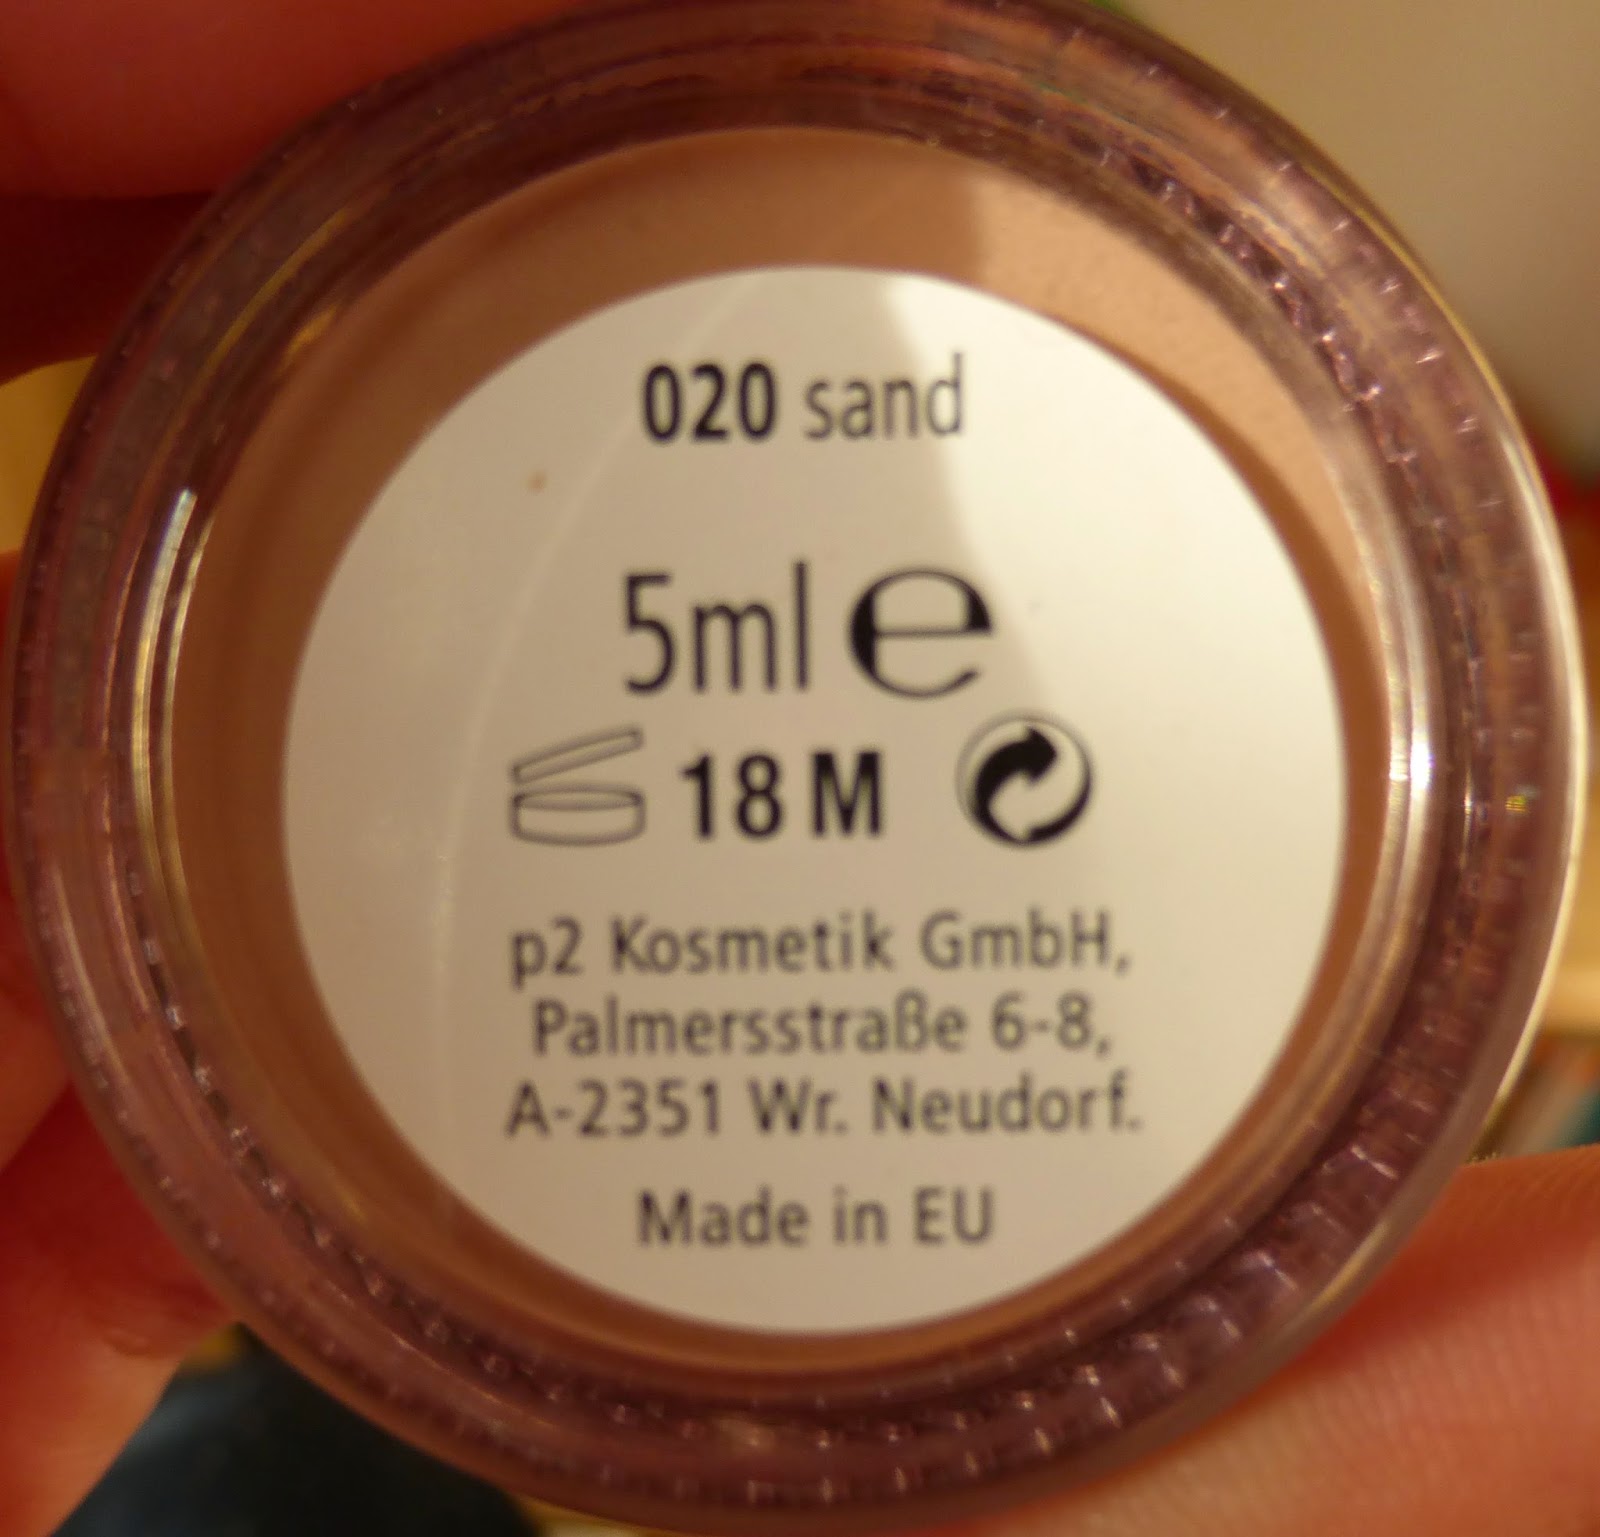 020 sand
5ml ℮
18 M
p2 Kosmetik GmbH,
Palmersstraße 6-8,
A-2351 Wr. Neudorf.
Made in EU